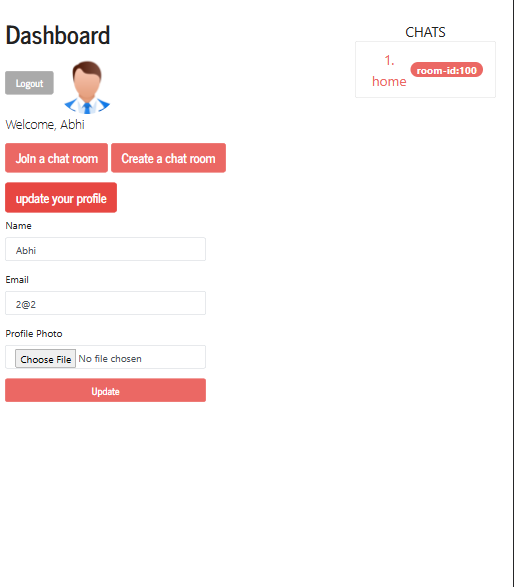 Dashboard
Logout
Welcome, Abhi
Join a chat room Create a chat room
update your profile
Name
Abhi
Email
2@2
Profile Photo
Choose File No file chosen
Update
CHATS
1.
home room-id:100